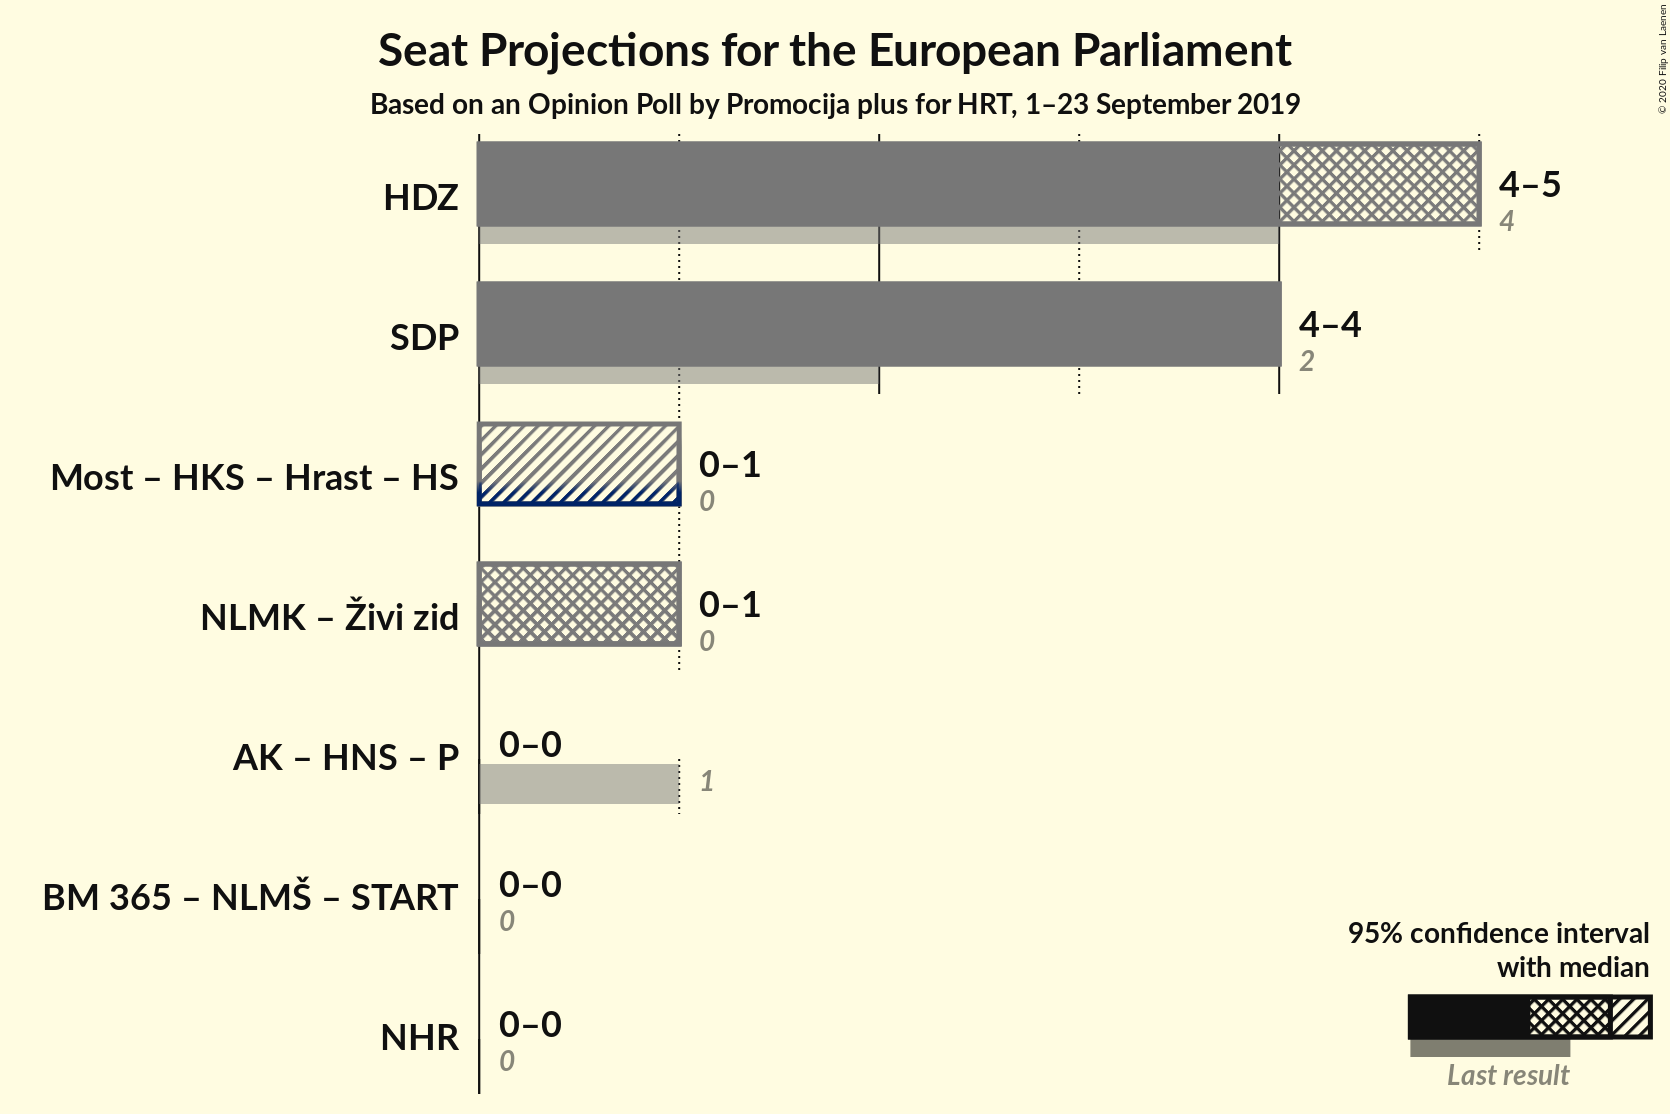 Seat Projections for the European Parliament
Based on an Opinion Poll by Promocija plus for HRT, 1–23 September 2019
© 2020 Filip van Laenen
HDZ
4–5
4
SDP
4–4
2
Most – HKS – Hrast – HS
0–1
0
NLMK – Živi zid
0–1
0
AK – HNS – P
0–0
1
BM 365 – NLMŠ – START
0–0
0
NHR
0–0
0
95% confidence interval
with median
Last result